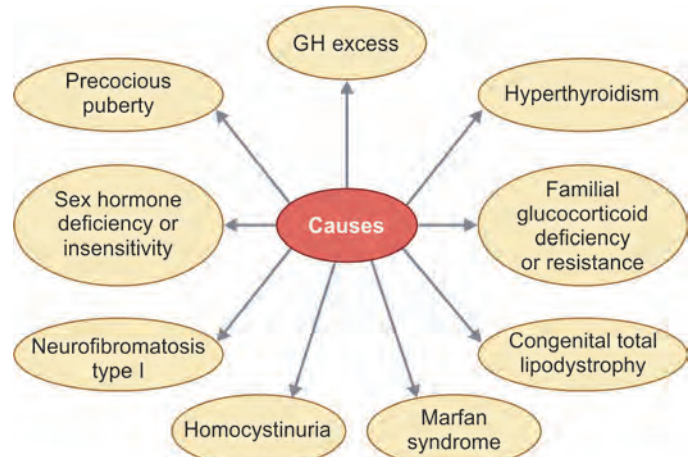 GH excess
Precocious
puberty
Hyperthyroidism
Sex hormone
deficiency or
insensitivity
Causes
Familial
glucocorticoid
deficiency
or resistance
Neurofibromatosis
type I
Congenital total
lipodystrophy
Homocystinuria
Marfan
syndrome